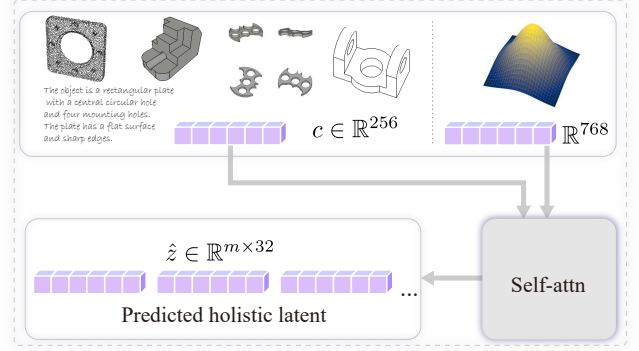 The object is a rectangular plate
with a central circular hole
and four mounting holes.
The plate has a flat surface
and sharp edges.
c ∈ ℝ^256
ℝ^768
ẑ ∈ ℝ^{m×32}
...
Predicted holistic latent
Self-attn